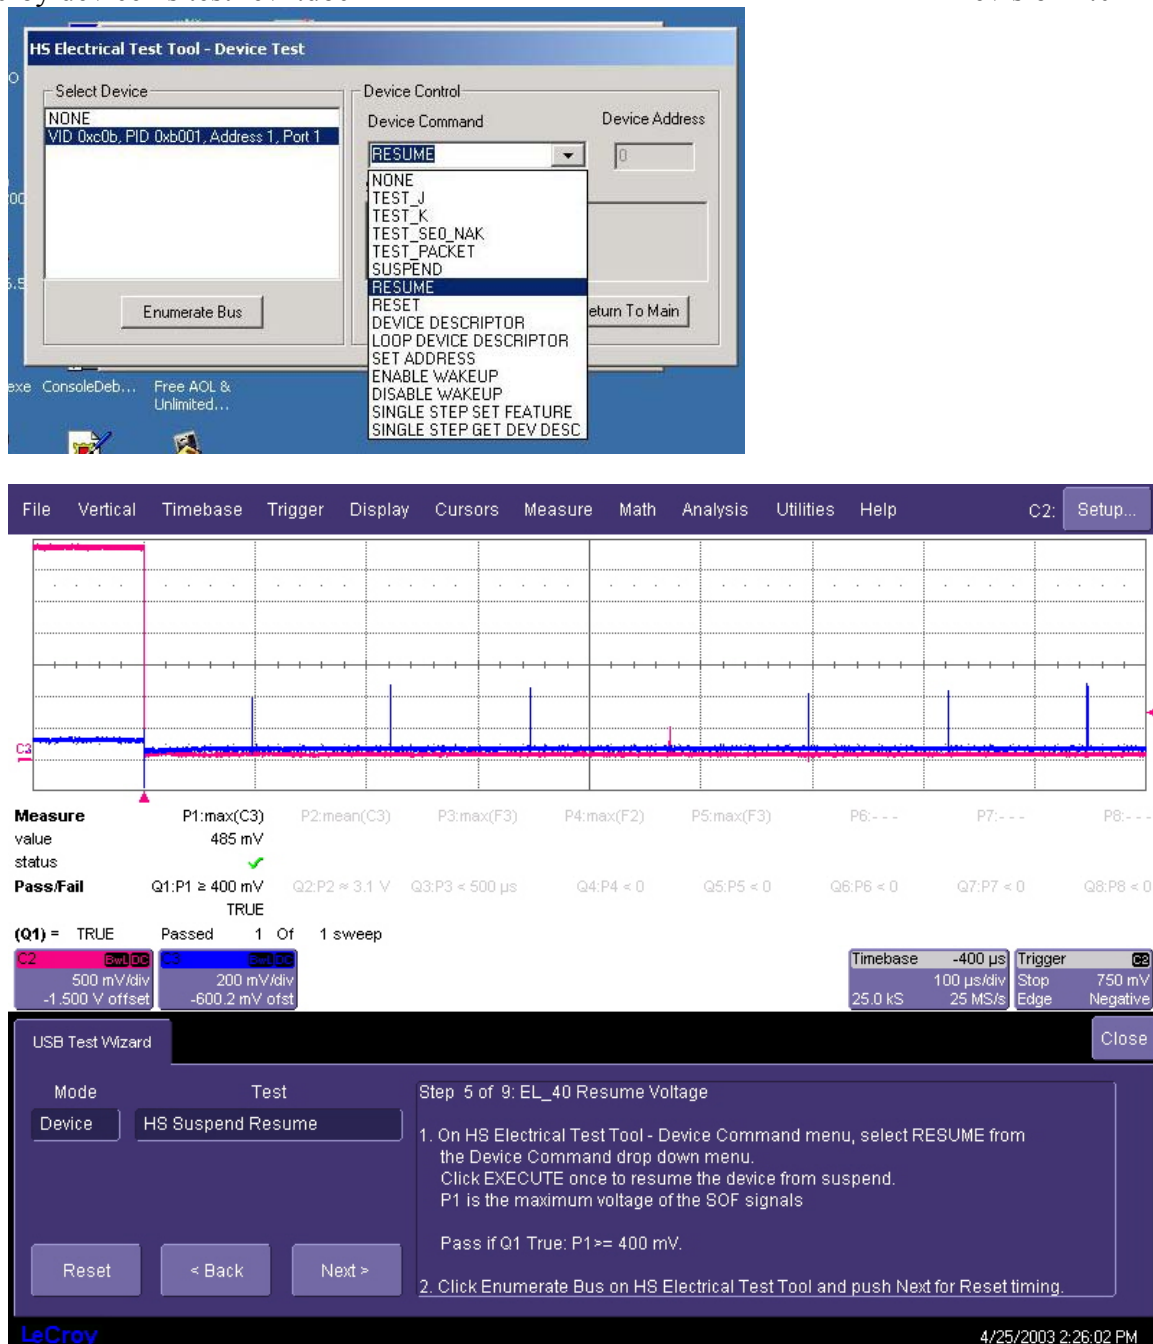 HS Electrical Test Tool - Device Test
Select Device
NONE
VID 0xc0b, PID 0xb001, Address 1, Port 1
Enumerate Bus
Device Control
Device Command
Device Address
RESUME
0
NONE
TEST_J
TEST_K
TEST_SE0_NAK
TEST_PACKET
SUSPEND
RESUME
RESET
DEVICE DESCRIPTOR
LOOP DEVICE DESCRIPTOR
SET ADDRESS
ENABLE WAKEUP
DISABLE WAKEUP
SINGLE STEP SET FEATURE
SINGLE STEP GET DEV DESC
eturn To Main
exe ConsoleDeb... Free AOL &
Unlimited...
File Vertical Timebase Trigger Display Cursors Measure Math Analysis Utilities Help C2: Setup...
C3
Measure P1:max(C3) P2:mean(C3) P3:max(F3) P4:max(F2) P5:max(F3) P6:- - - P7:- - - P8:- - -
value 485 mV
status
Pass/Fail Q1:P1 ≥ 400 mV Q2:P2 ≈ 3.1 V Q3:P3 < 500 µs Q4:P4 < 0 Q5:P5 < 0 Q6:P6 < 0 Q7:P7 < 0 Q8:P8 < 0
TRUE
(Q1) = TRUE Passed 1 Of 1 sweep
C2 BwL DC C3 BwL DC Timebase -400 µs Trigger C2
500 mV/div 200 mV/div 100 µs/div Stop 750 mV
-1.500 V offset -600.2 mV ofst 25.0 kS 25 MS/s Edge Negative
USB Test Wizard
Close
Mode Test
Device HS Suspend Resume
Reset < Back Next >
Step 5 of 9: EL_40 Resume Voltage
1. On HS Electrical Test Tool - Device Command menu, select RESUME from
the Device Command drop down menu.
Click EXECUTE once to resume the device from suspend.
P1 is the maximum voltage of the SOF signals
Pass if Q1 True: P1>= 400 mV.
2. Click Enumerate Bus on HS Electrical Test Tool and push Next for Reset timing.
LeCroy 4/25/2003 2:26:02 PM